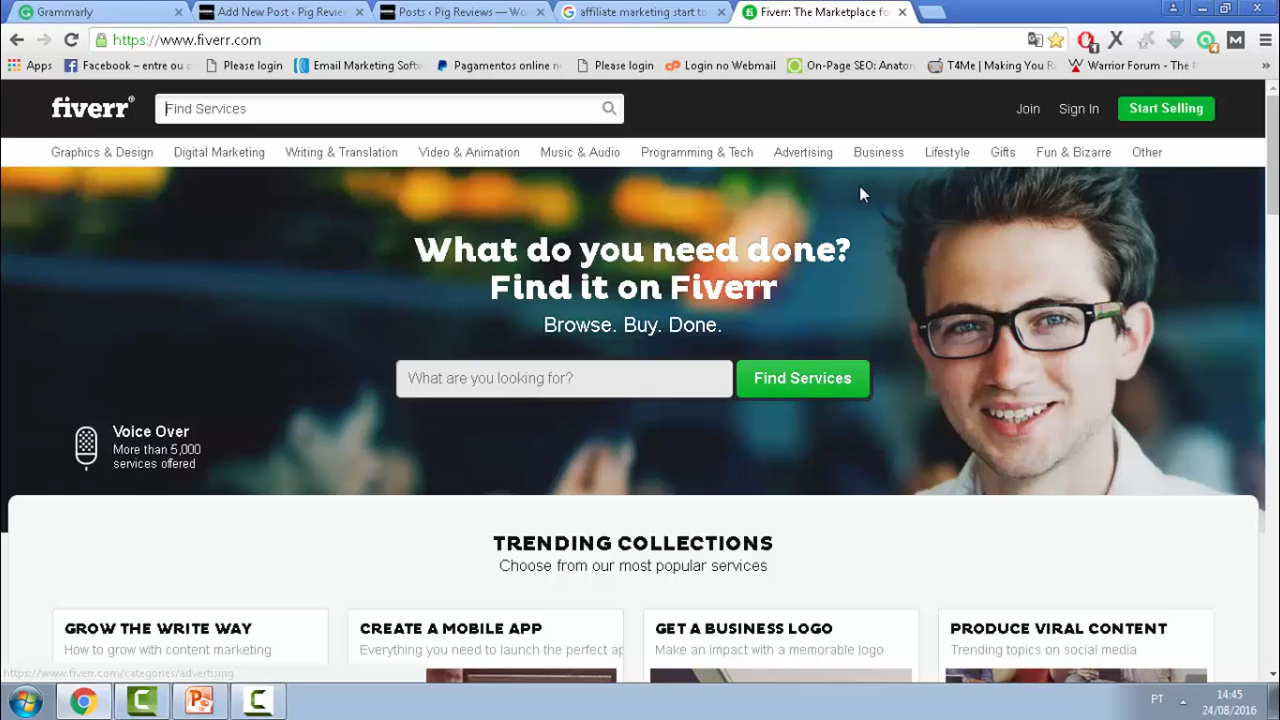 Grammarly
Add New Post ‹ Pig Revie
Posts ‹ Pig Reviews — Wo
affiliate marketing start to
Fiverr: The Marketplace fo
https://www.fiverr.com
Apps
Facebook – entre ou c
Please login
Email Marketing Softw
Pagamentos online n
Please login
Login no Webmail
On-Page SEO: Anatom
T4Me | Making You R
Warrior Forum - The #
»
fiverr®
Find Services
Join
Sign In
Start Selling
Graphics & Design
Digital Marketing
Writing & Translation
Video & Animation
Music & Audio
Programming & Tech
Advertising
Business
Lifestyle
Gifts
Fun & Bizarre
Other
What do you need done?
Find it on Fiverr
Browse. Buy. Done.
What are you looking for?
Find Services
Voice Over
More than 5,000
services offered
TRENDING COLLECTIONS
Choose from our most popular services
GROW THE WRITE WAY
How to grow with content marketing
CREATE A MOBILE APP
Everything you need to launch the perfect ap
GET A BUSINESS LOGO
Make an impact with a memorable logo
PRODUCE VIRAL CONTENT
Trending topics on social media
https://www.fiverr.com/categories/advertising
PT
14:45
24/08/2016